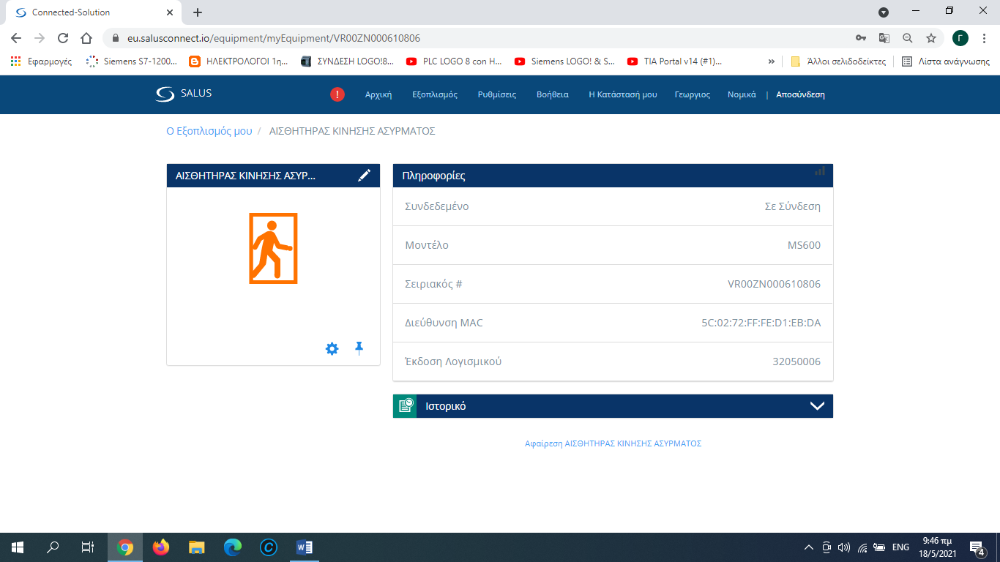 Connected-Solution
eu.salusconnect.io/equipment/myEquipment/VR00ZN000610806
Εφαρμογές Siemens S7-1200... ΗΛΕΚΤΡΟΛΟΓΟΙ 1η... ΣΥΝΔΕΣΗ LOGO!8... PLC LOGO 8 con H... Siemens LOGO! & S... TIA Portal v14 (#1)... » Άλλοι σελιδοδείκτες Λίστα ανάγνωσης
SALUS ! Αρχική Εξοπλισμός Ρυθμίσεις Βοήθεια Η Κατάστασή μου Γεωργιος Νομικά | Αποσύνδεση
Ο Εξοπλισμός μου / ΑΙΣΘΗΤΗΡΑΣ ΚΙΝΗΣΗΣ ΑΣΥΡΜΑΤΟΣ
ΑΙΣΘΗΤΗΡΑΣ ΚΙΝΗΣΗΣ ΑΣΥΡ...
Πληροφορίες
Συνδεδεμένο Σε Σύνδεση
Μοντέλο MS600
Σειριακός # VR00ZN000610806
Διεύθυνση MAC 5C:02:72:FF:FE:D1:EB:DA
Έκδοση Λογισμικού 32050006
Ιστορικό
Αφαίρεση ΑΙΣΘΗΤΗΡΑΣ ΚΙΝΗΣΗΣ ΑΣΥΡΜΑΤΟΣ
ENG
9:46 πμ
18/5/2021
4